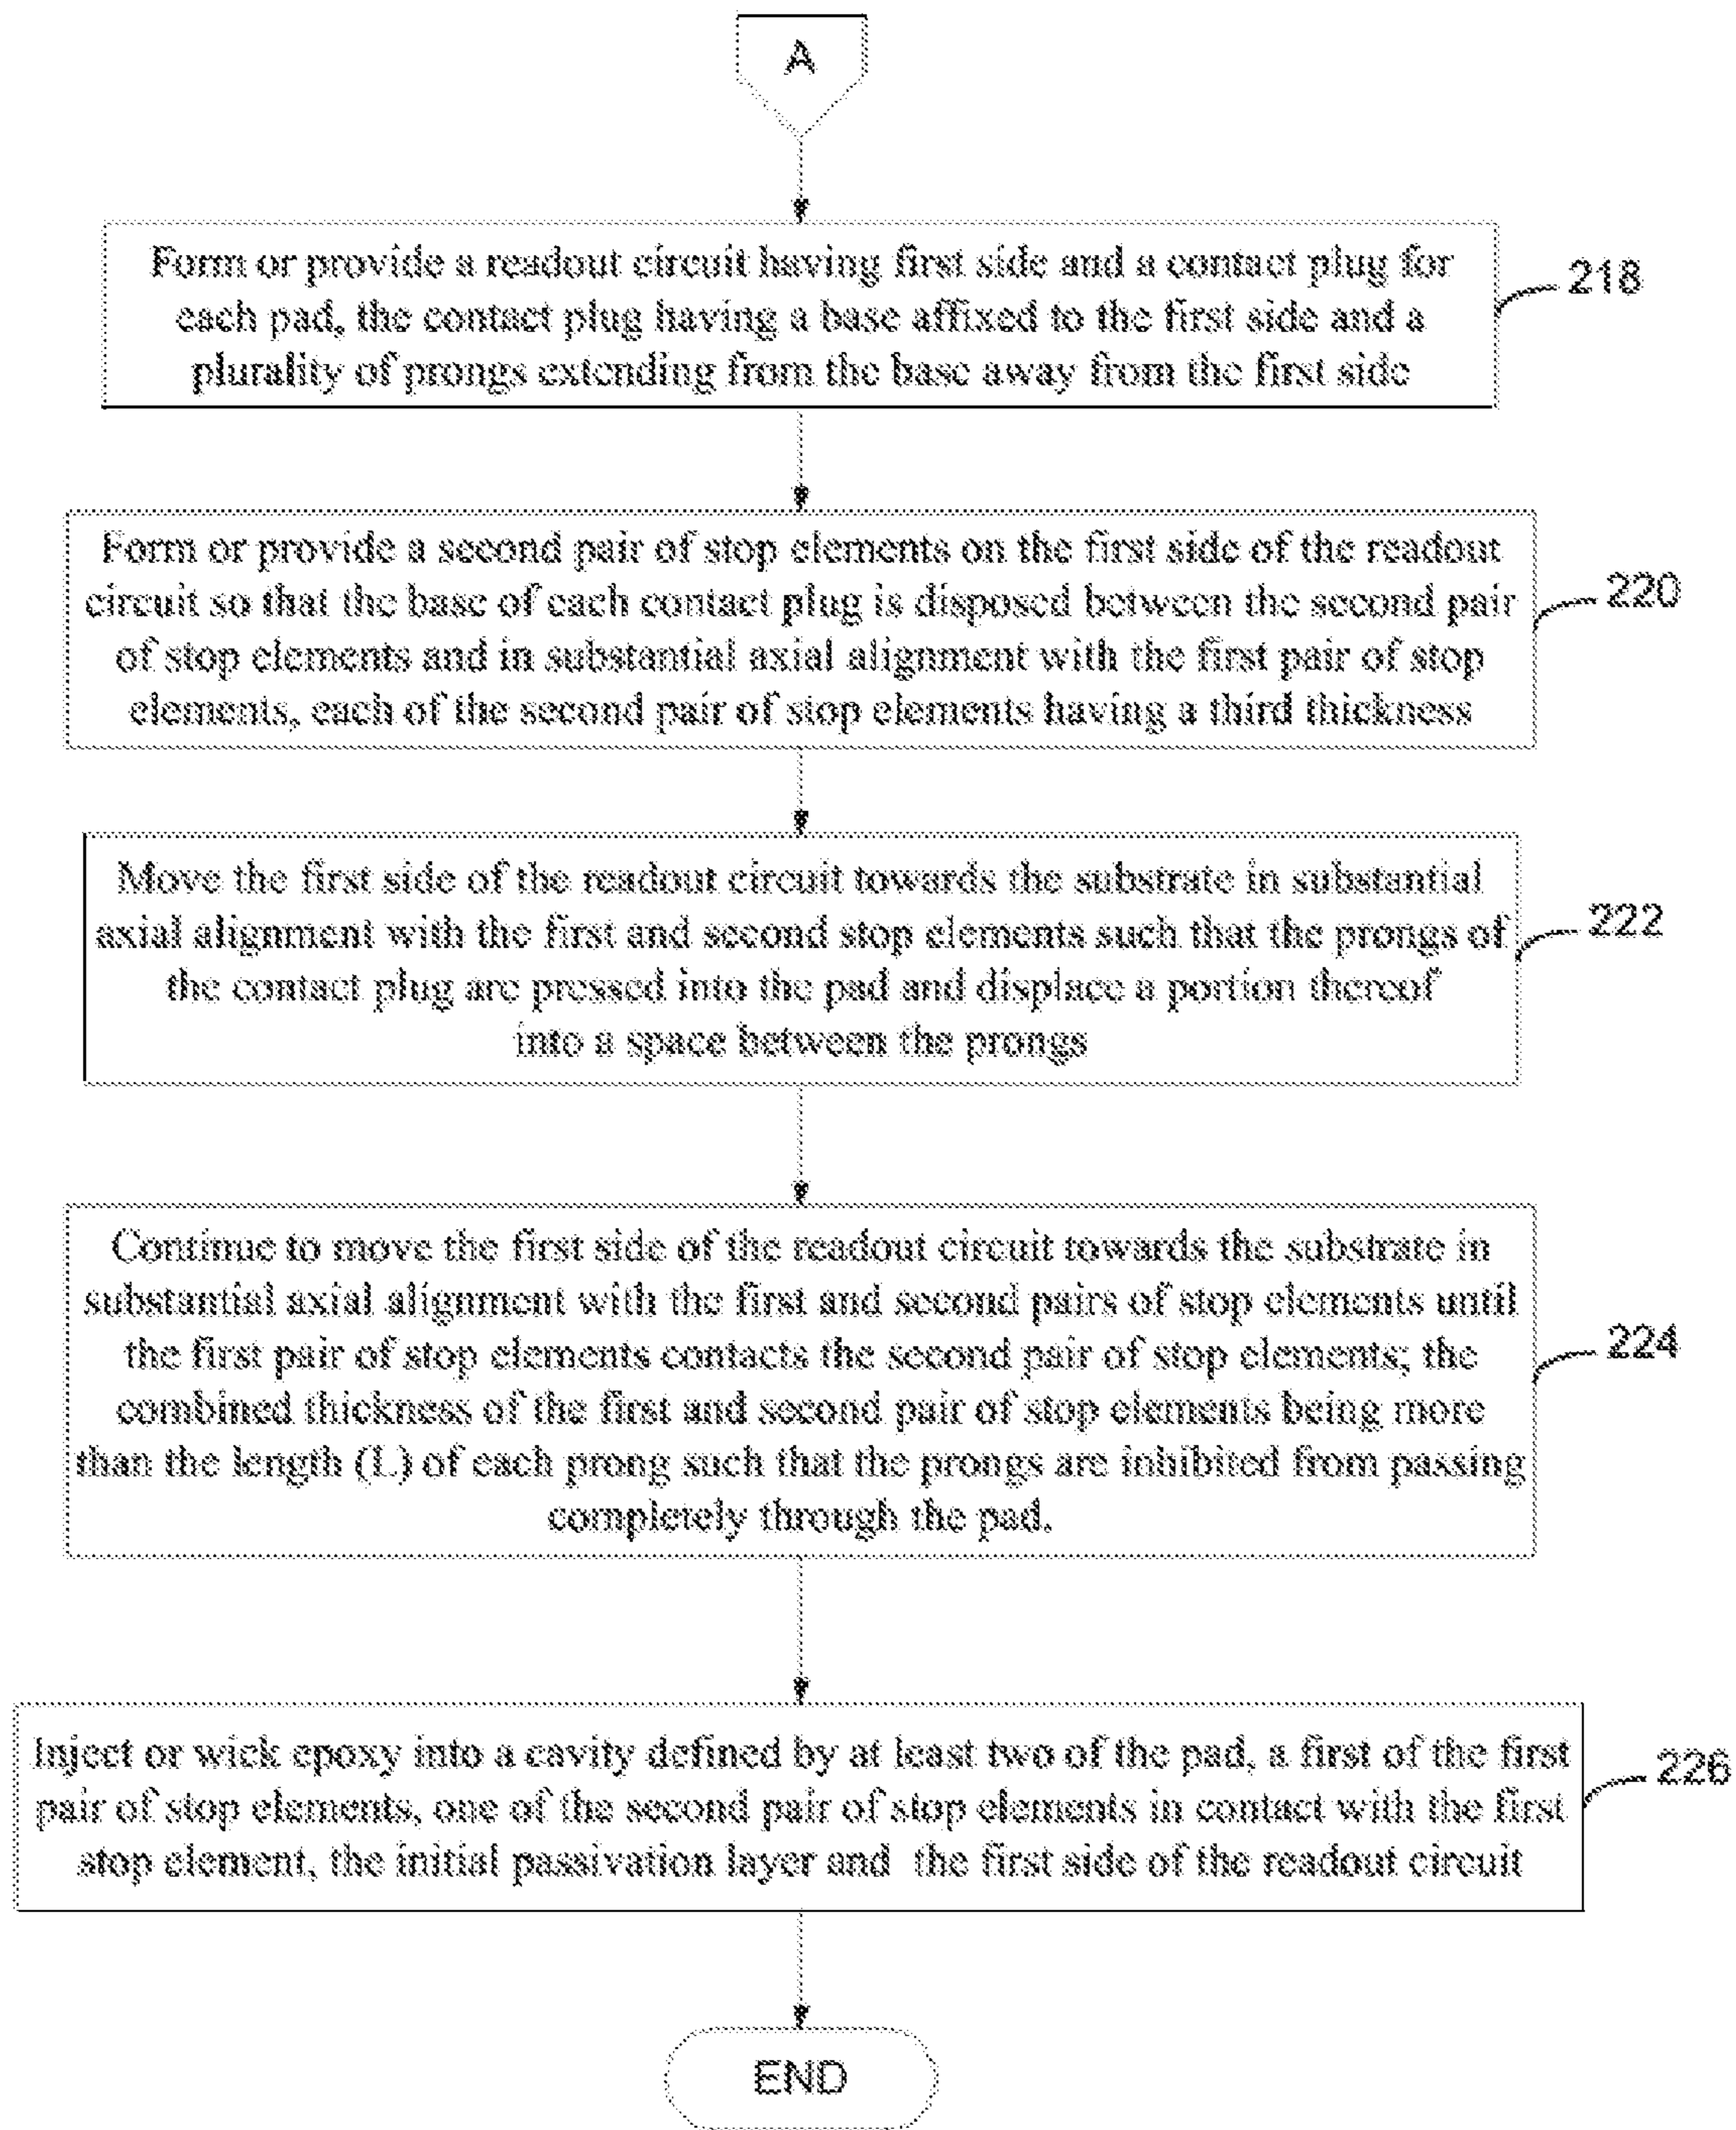 A
Form or provide a readout circuit having first side and a contact plug for
each pad, the contact plug having a base affixed to the first side and a
plurality of prongs extending from the base away from the first side
218
Form or provide a second pair of stop elements on the first side of the readout
circuit so that the base of each contact plug is disposed between the second pair
of stop elements and in substantial axial alignment with the first pair of stop
elements, each of the second pair of stop elements having a third thickness
220
Move the first side of the readout circuit towards the substrate in substantial
axial alignment with the first and second stop elements such that the prongs of
the contact plug are pressed into the pad and displace a portion thereof
into a space between the prongs
222
Continue to move the first side of the readout circuit towards the substrate in
substantial axial alignment with the first and second pairs of stop elements until
the first pair of stop elements contacts the second pair of stop elements; the
combined thickness of the first and second pair of stop elements being more
than the length (L) of each prong such that the prongs are inhibited from passing
completely through the pad.
224
Inject or wick epoxy into a cavity defined by at least two of the pad, a first of the first
pair of stop elements, one of the second pair of stop elements in contact with the first
stop element, the initial passivation layer and the first side of the readout circuit
226
END